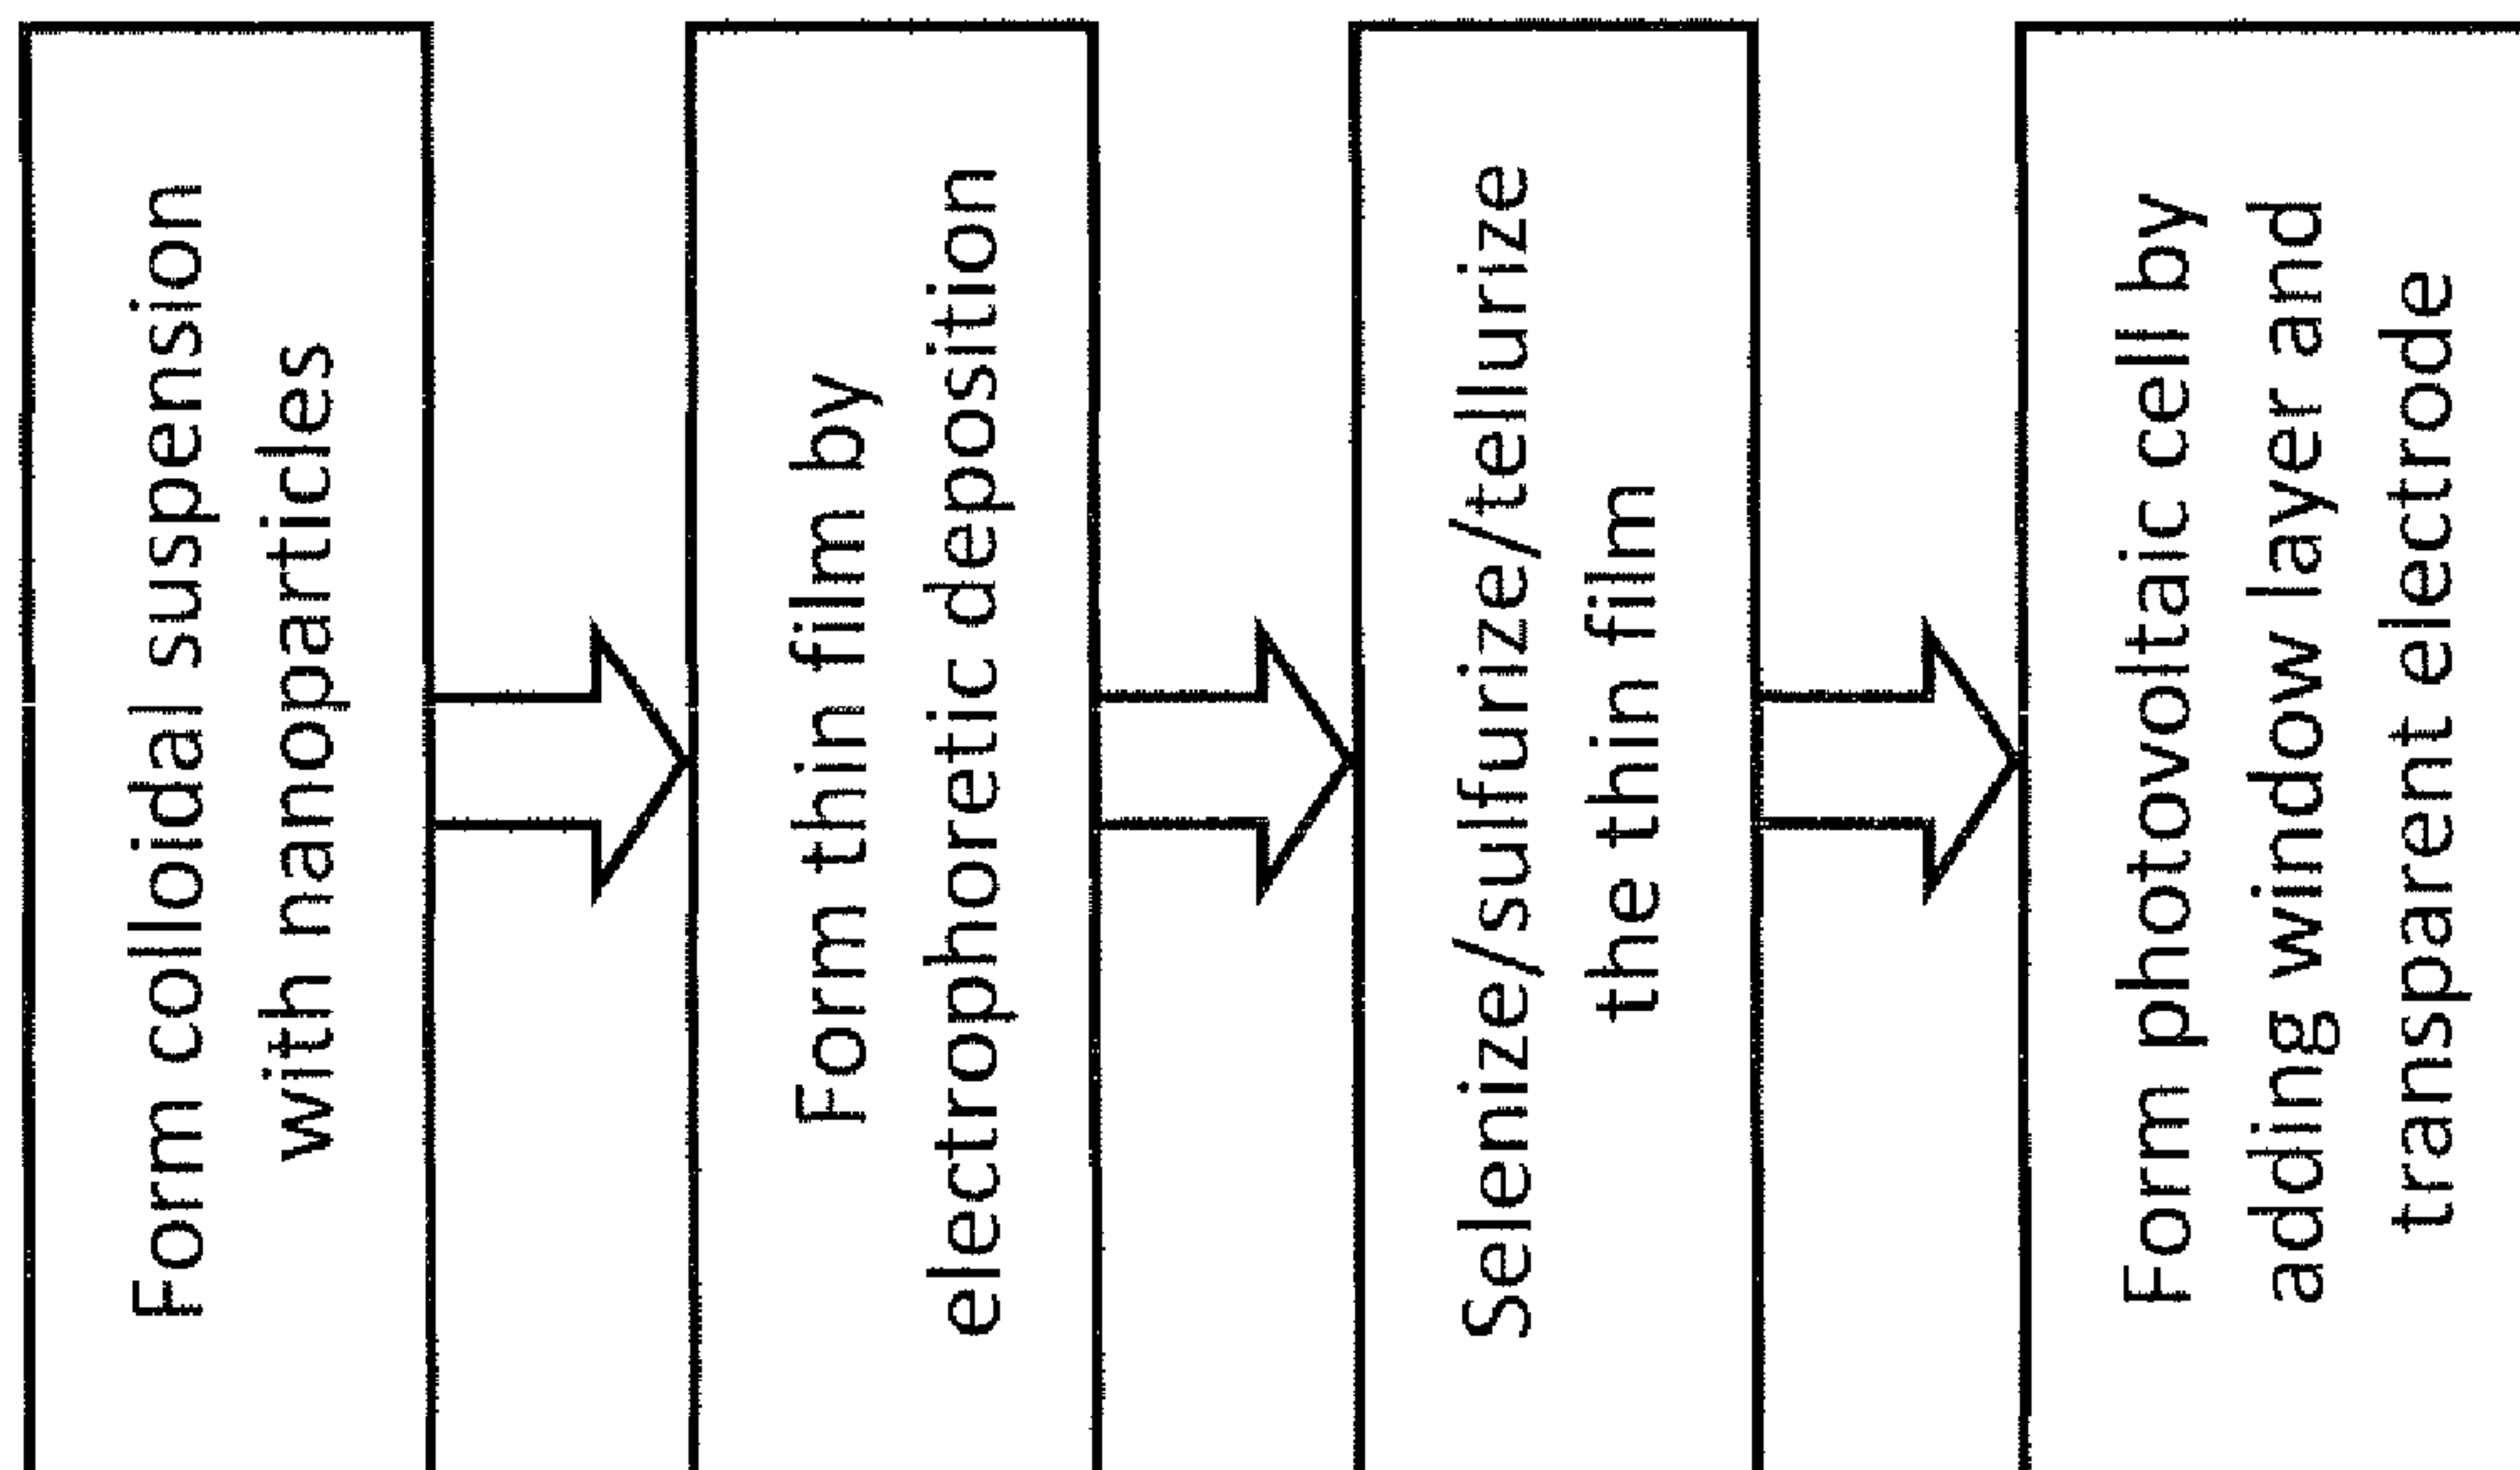 Form colloidal suspension
with nanoparticles
Form thin film by
electrophoretic deposition
Selenize/sulfurize/tellurize
the thin film
Form photovoltaic cell by
adding window layer and
transparent electrode